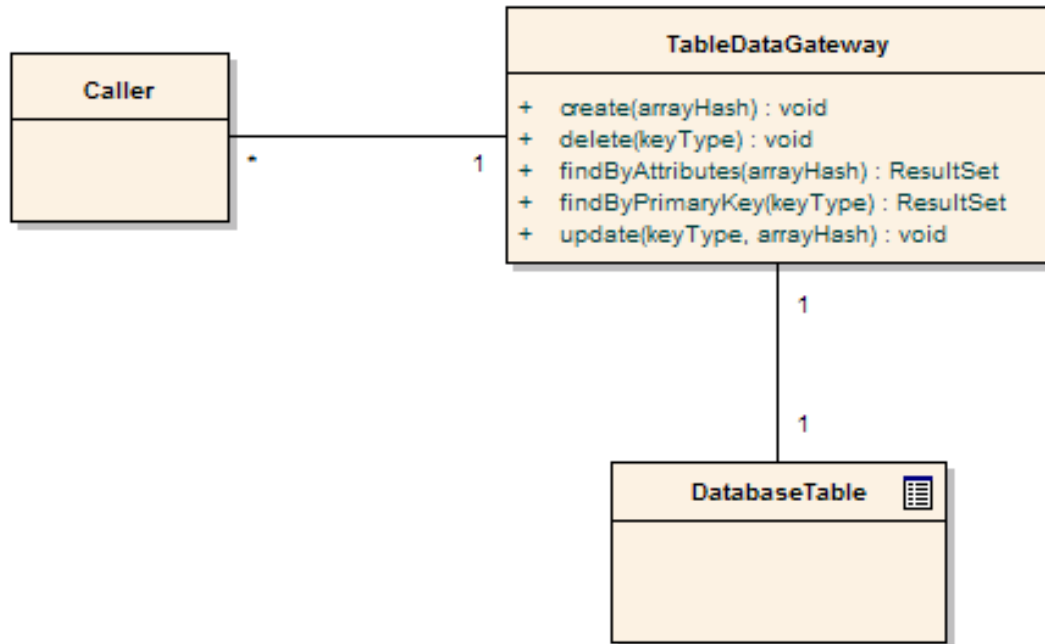 Caller
TableDataGateway
+ create(arrayHash) : void
+ delete(keyType) : void
+ findByAttributes(arrayHash) : ResultSet
+ findByPrimaryKey(keyType) : ResultSet
+ update(keyType, arrayHash) : void
* 1
1
1
DatabaseTable